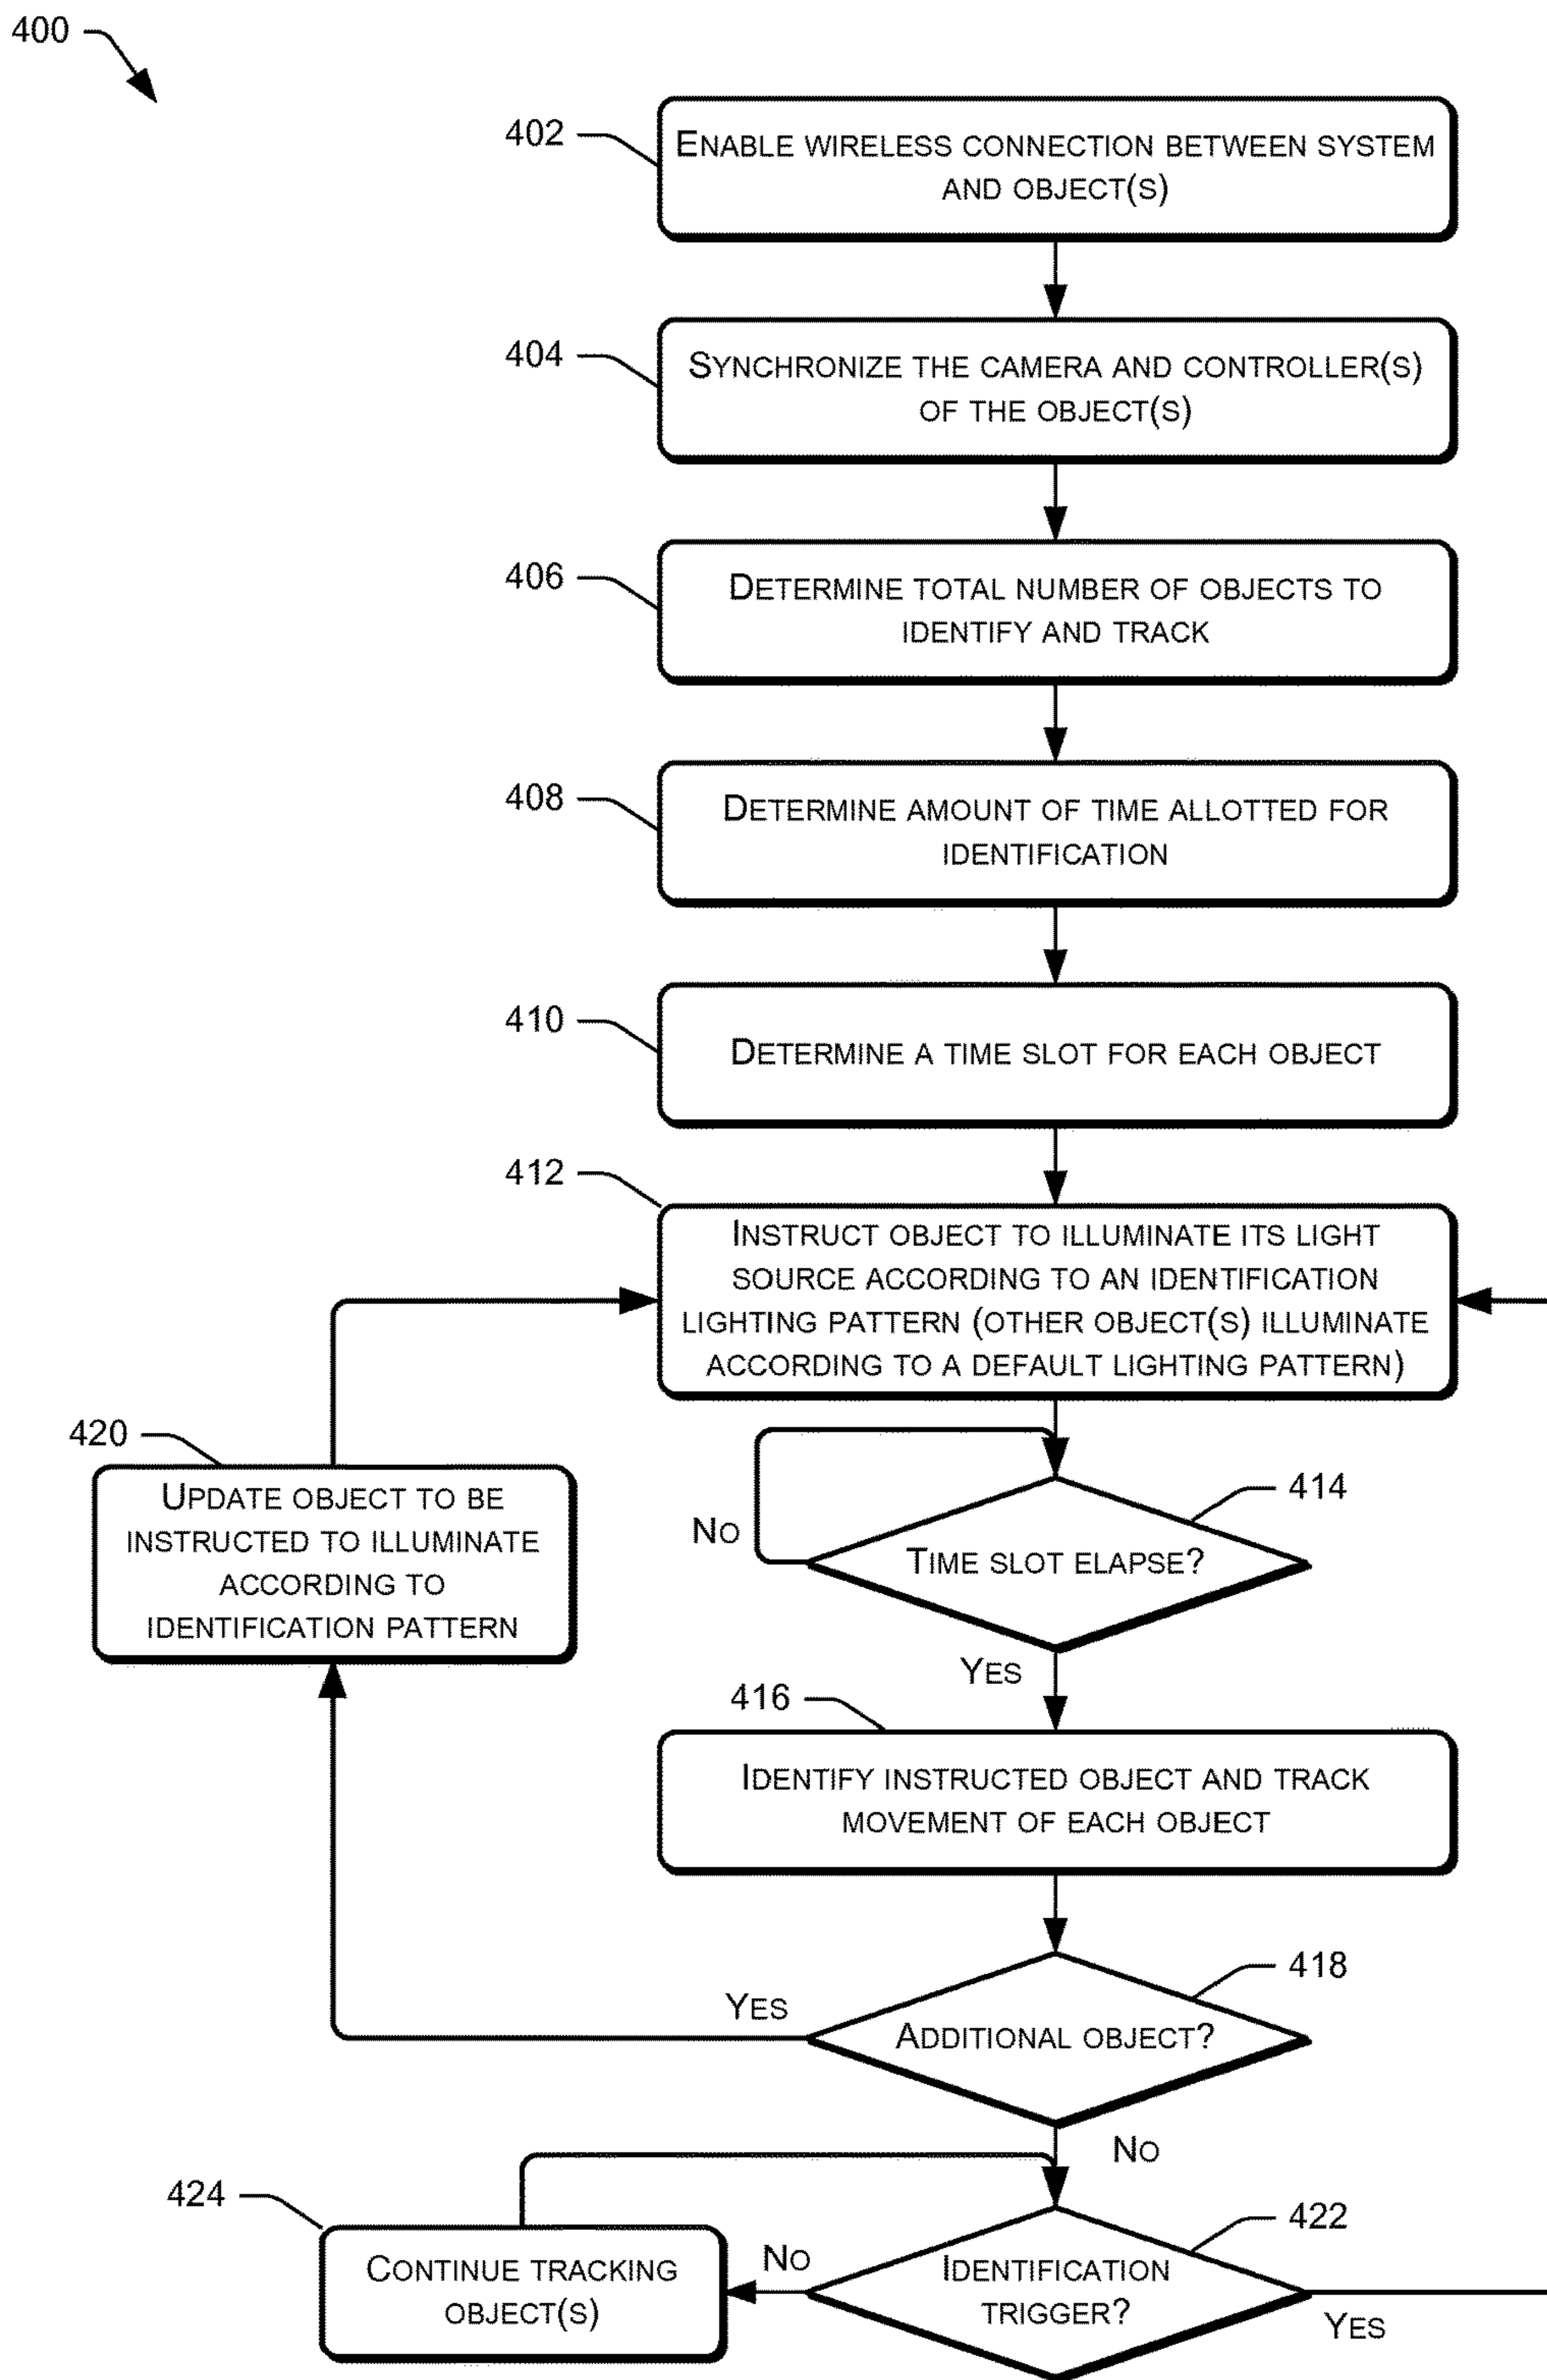 400
402
ENABLE WIRELESS CONNECTION BETWEEN SYSTEM
AND OBJECT(S)
404
SYNCHRONIZE THE CAMERA AND CONTROLLER(S)
OF THE OBJECT(S)
406
DETERMINE TOTAL NUMBER OF OBJECTS TO
IDENTIFY AND TRACK
408
DETERMINE AMOUNT OF TIME ALLOTTED FOR
IDENTIFICATION
410
DETERMINE A TIME SLOT FOR EACH OBJECT
412
INSTRUCT OBJECT TO ILLUMINATE ITS LIGHT
SOURCE ACCORDING TO AN IDENTIFICATION
LIGHTING PATTERN (OTHER OBJECT(S) ILLUMINATE
ACCORDING TO A DEFAULT LIGHTING PATTERN)
420
UPDATE OBJECT TO BE
INSTRUCTED TO ILLUMINATE
ACCORDING TO
IDENTIFICATION PATTERN
414
NO
TIME SLOT ELAPSE?
YES
416
IDENTIFY INSTRUCTED OBJECT AND TRACK
MOVEMENT OF EACH OBJECT
418
YES
ADDITIONAL OBJECT?
NO
424
CONTINUE TRACKING
OBJECT(S)
422
NO
IDENTIFICATION
TRIGGER?
YES